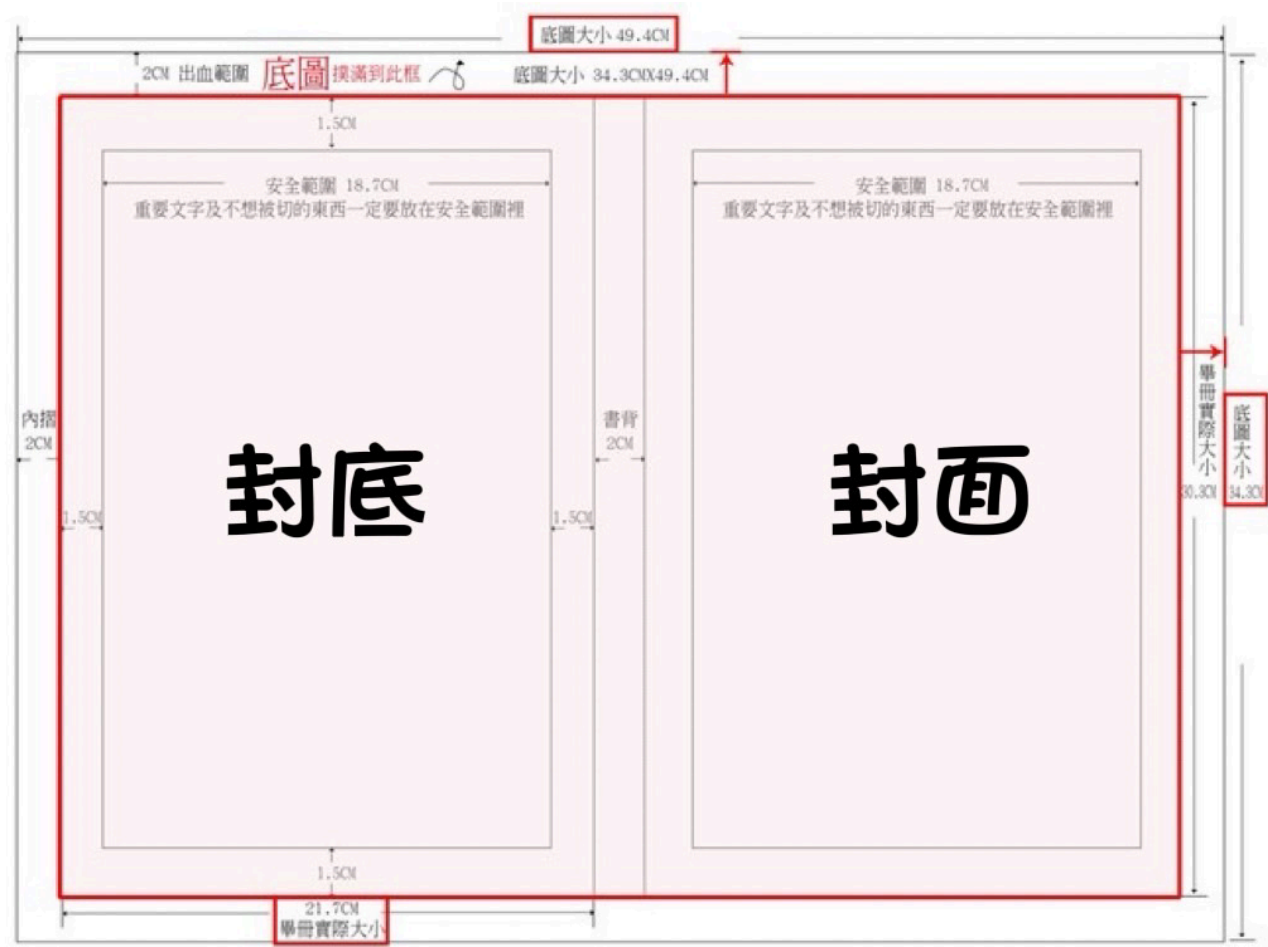 底圖大小 49.4CM
2CM 出血範圍 底圖 撲滿到此框 底圖大小 34.3CMX49.4CM
1.5CM
安全範圍 18.7CM
重要文字及不想被切的東西一定要放在安全範圍裡
安全範圍 18.7CM
重要文字及不想被切的東西一定要放在安全範圍裡
內摺
2CM
書背
2CM
封底
封面
1.5CM
1.5CM
畢冊實際大小
30.3CM
底圖大小
34.3CM
1.5CM
21.7CM
畢冊實際大小